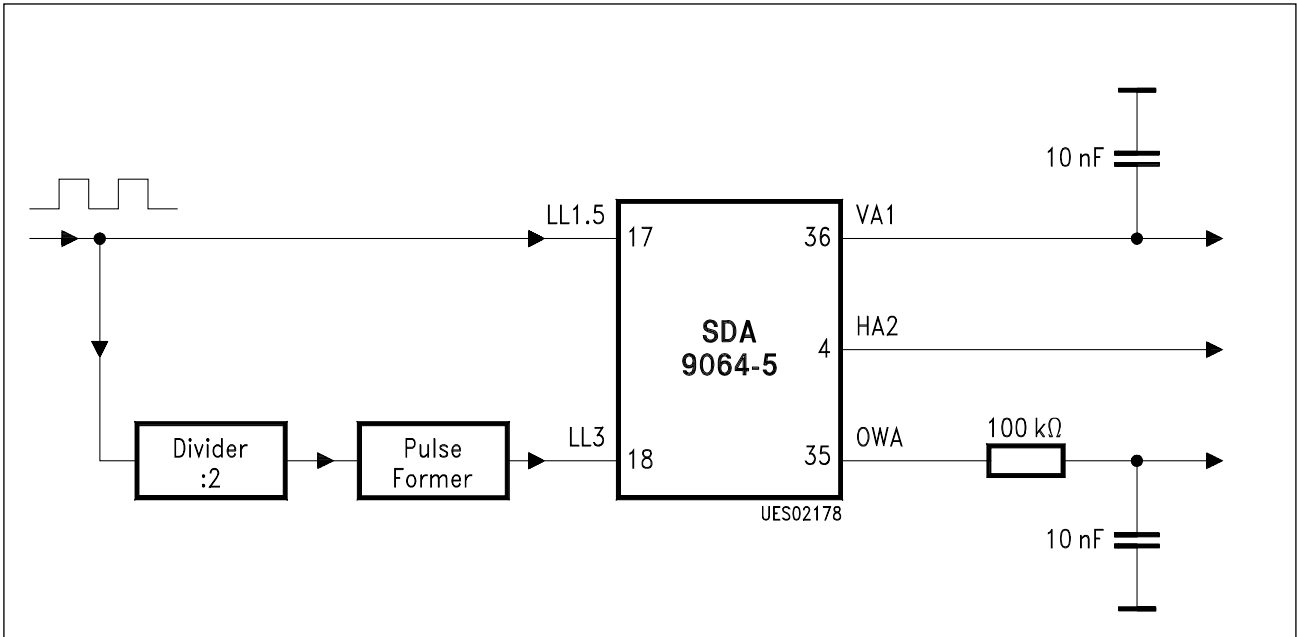 10 nF
LL1.5
VA1
17
36
SDA
9064-5
HA2
4
Divider
:2
Pulse
Former
LL3
18
35
OWA
100 kΩ
UES02178
10 nF